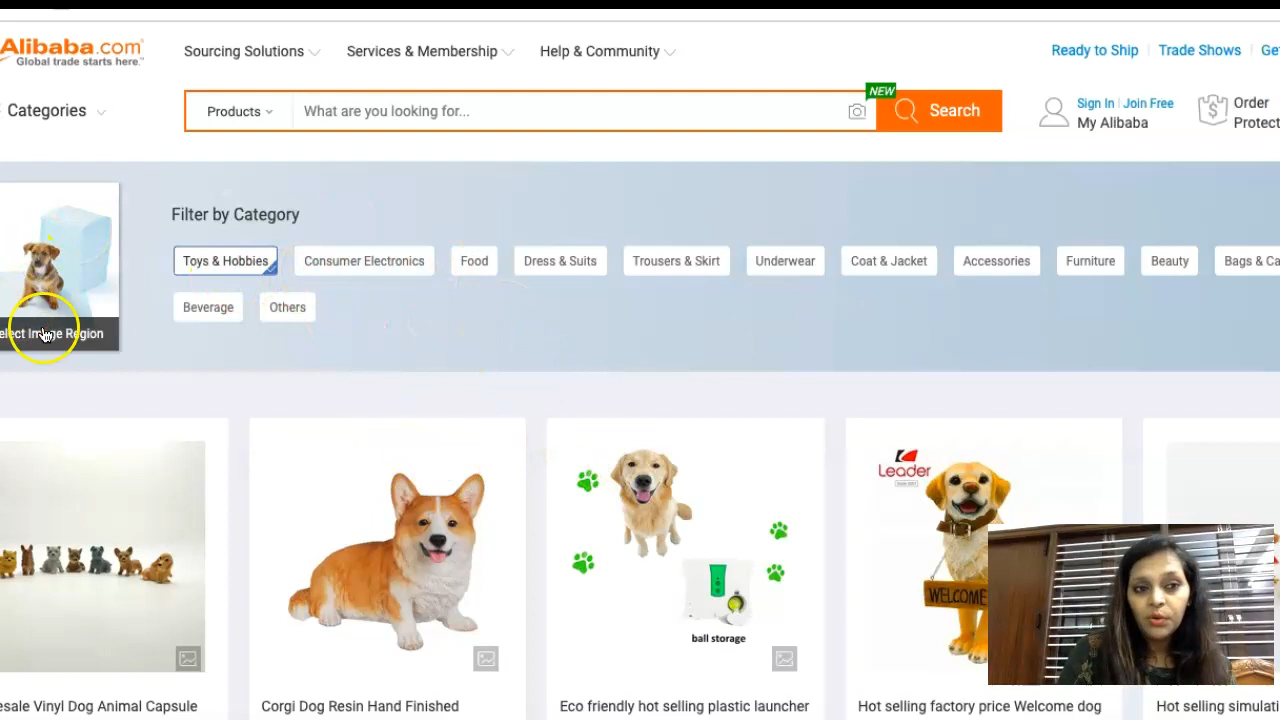 Alibaba.com
Global trade starts here.™
Sourcing Solutions
Services & Membership
Help & Community
Ready to Ship
Trade Shows
Categories
Products
What are you looking for...
NEW
Search
Sign In | Join Free
My Alibaba
Order
Filter by Category
Toys & Hobbies
Consumer Electronics
Food
Dress & Suits
Trousers & Skirt
Underwear
Coat & Jacket
Accessories
Furniture
Beauty
Bags &
Beverage
Others
Image Region
Leader
WELCOME
ball storage
Vinyl Dog Animal Capsule
Corgi Dog Resin Hand Finished
Eco friendly hot selling plastic launcher
Hot selling factory price Welcome dog
Hot selling